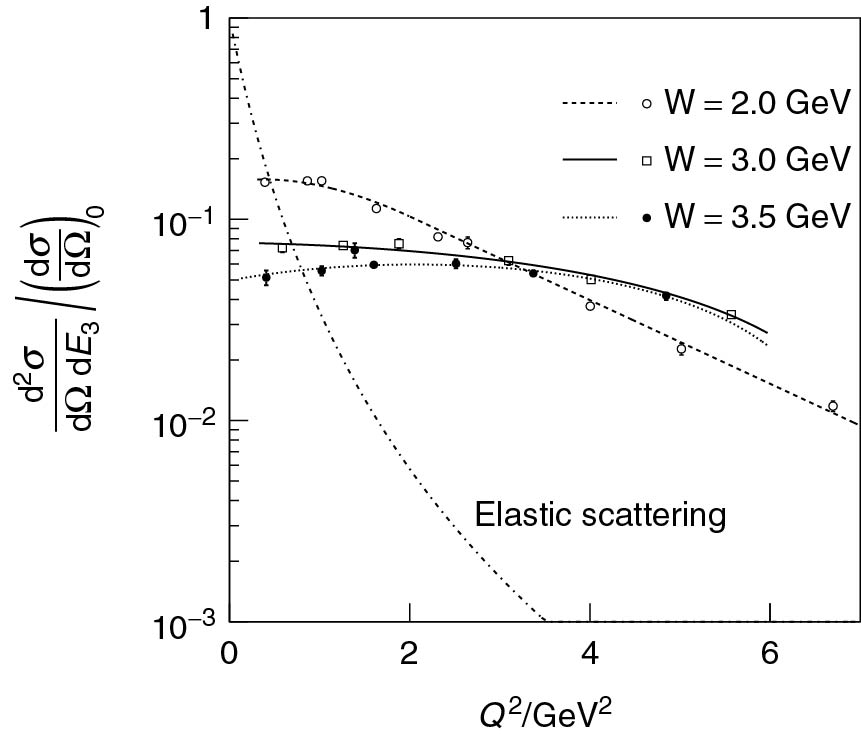 1
10⁻¹
10⁻²
10⁻³
0
2
4
6
Q²/GeV²
d²σ/dΩ dE₃ / (dσ/dΩ)₀
W = 2.0 GeV
W = 3.0 GeV
W = 3.5 GeV
Elastic scattering